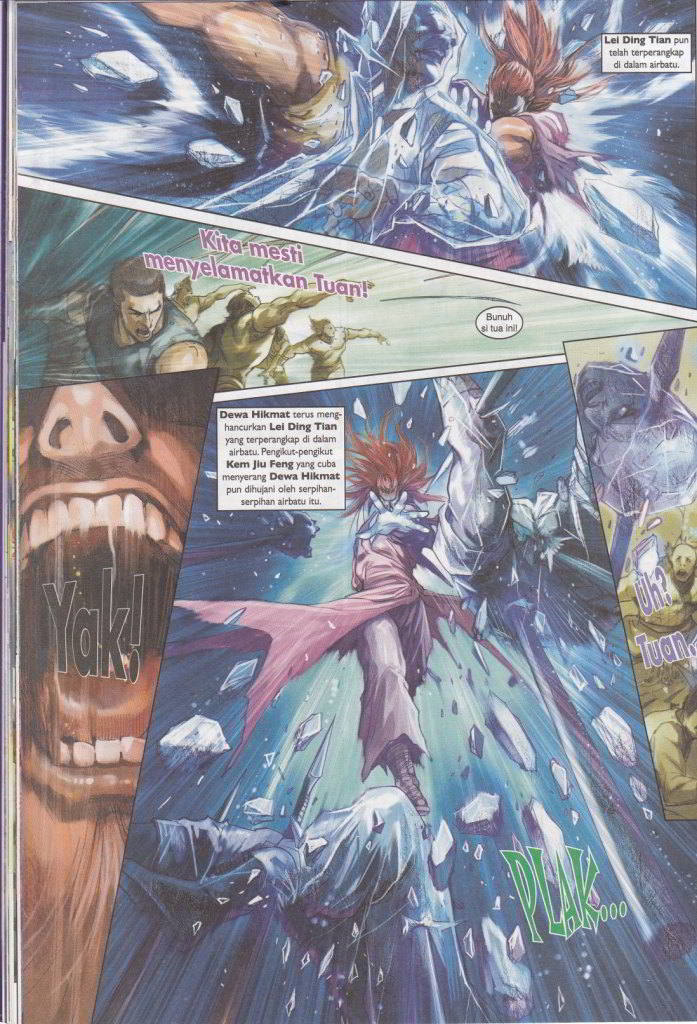 Lei Ding Tian pun
telah terperangkap
di dalam airbatu.
Kita mesti
menyelamatkan Tuan!
Bunuh
si tua ini!
Dewa Hikmat terus meng-
hancurkan Lei Ding Tian
yang terperangkap di dalam
airbatu. Pengikut-pengikut
Kem Jiu Feng yang cuba
menyerang Dewa Hikmat
pun dihujani oleh serpihan-
serpihan airbatu itu.
Yak!
Uh?
Tuan...
PLAK...